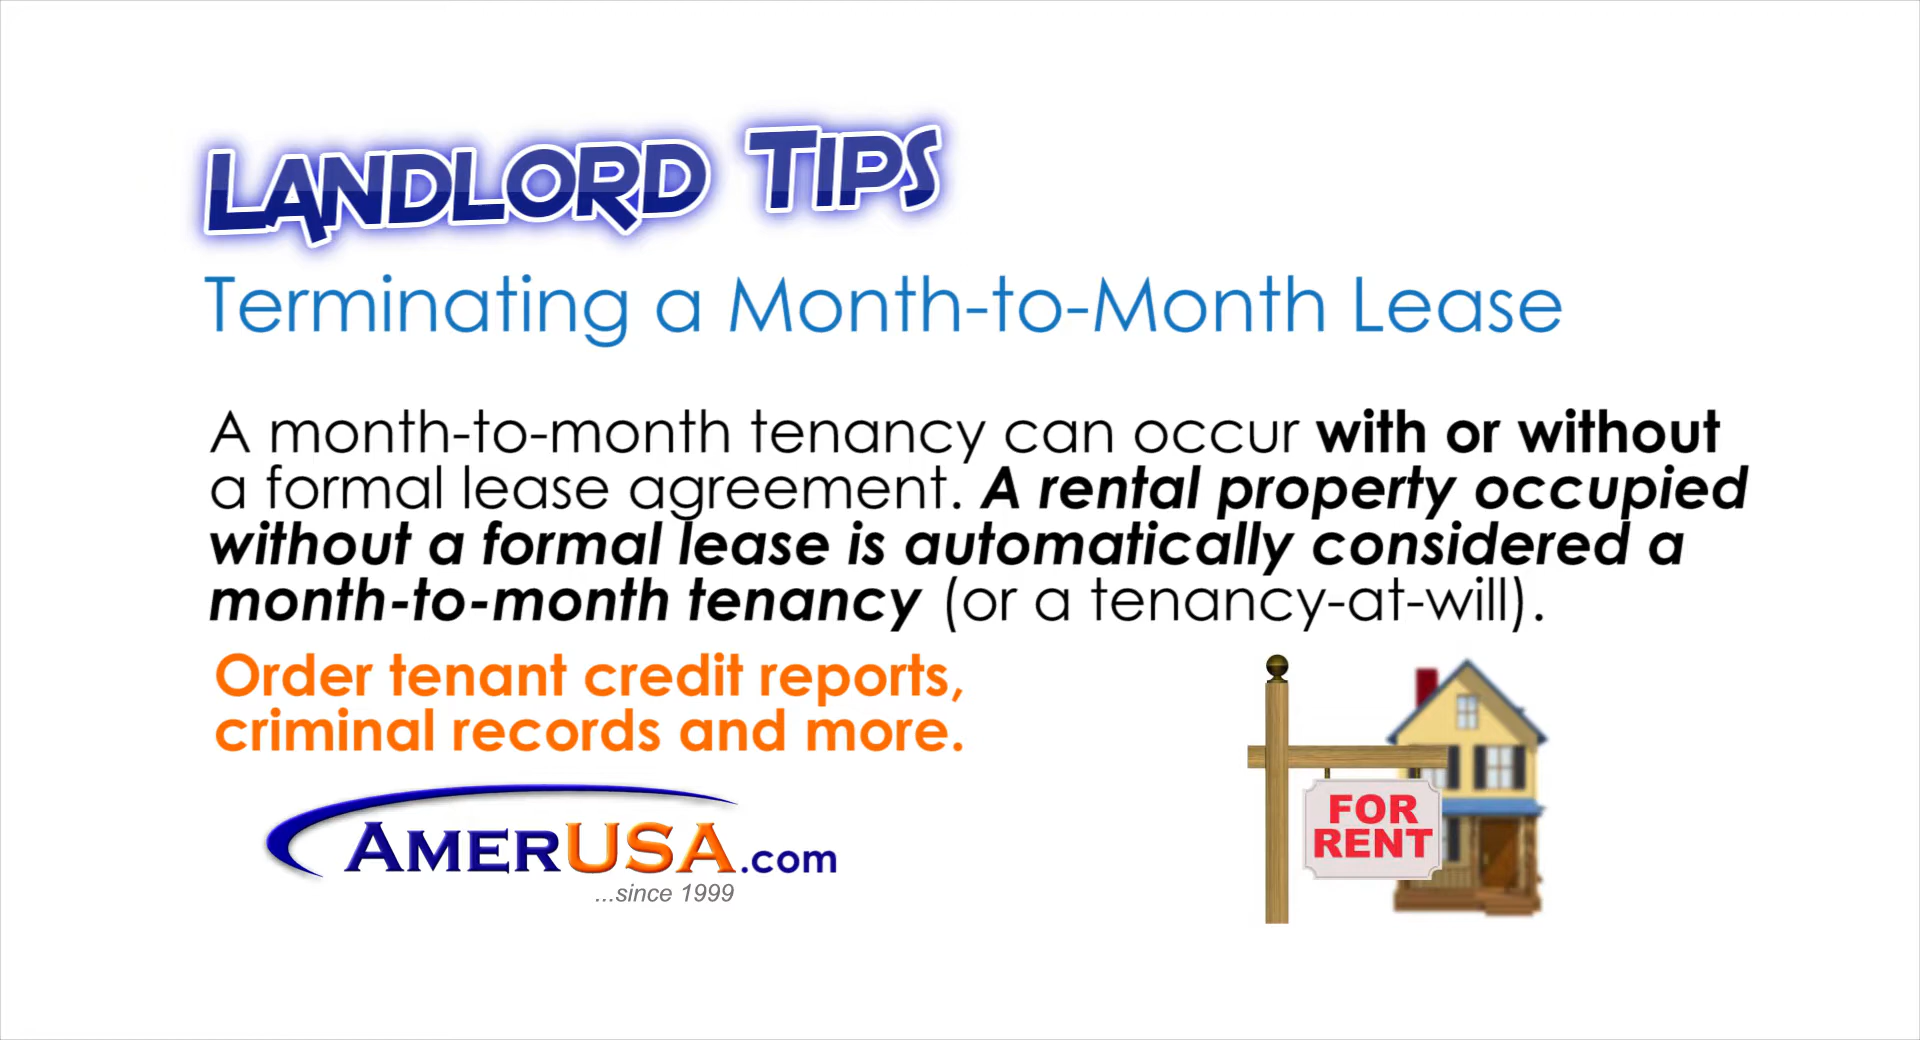 Landlord Tips
Terminating a Month-to-Month Lease
A month-to-month tenancy can occur with or without
a formal lease agreement. A rental property occupied
without a formal lease is automatically considered a
month-to-month tenancy (or a tenancy-at-will).
Order tenant credit reports,
criminal records and more.
AmerUSA.com
...since 1999
FOR
RENT